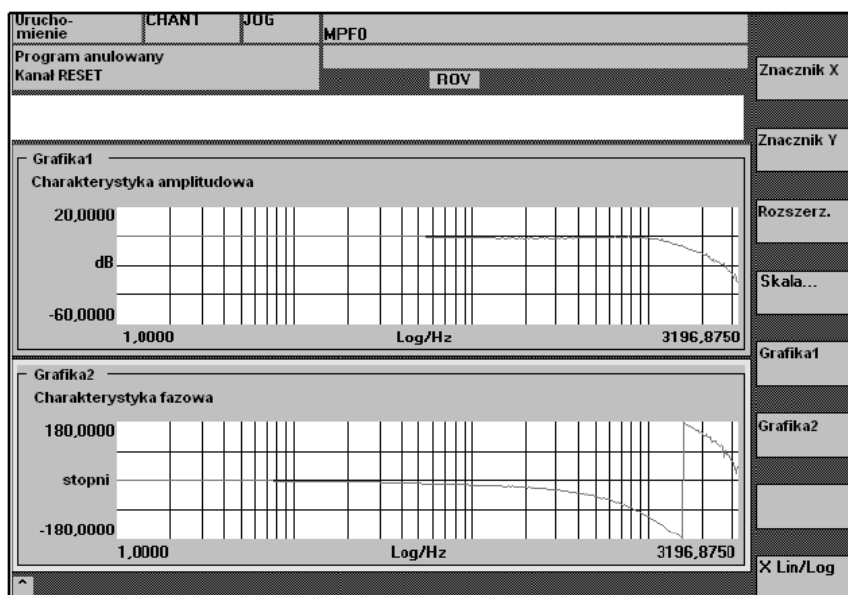 Urucho-
mienie
CHAN1
JOG
MPF0
Program anulowany
Kanał RESET
ROV
Znacznik X
Znacznik Y
Rozszerz.
Skala...
Grafika1
Grafika2
X Lin/Log
Grafika1
Charakterystyka amplitudowa
20,0000
dB
-60,0000
1,0000
Log/Hz
3196,8750
Grafika2
Charakterystyka fazowa
180,0000
stopni
-180,0000
1,0000
Log/Hz
3196,8750
^